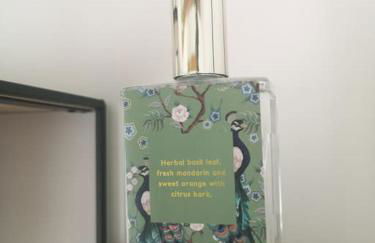 Herbal basil leaf,
fresh mandarin and
sweet orange with
citrus bark.